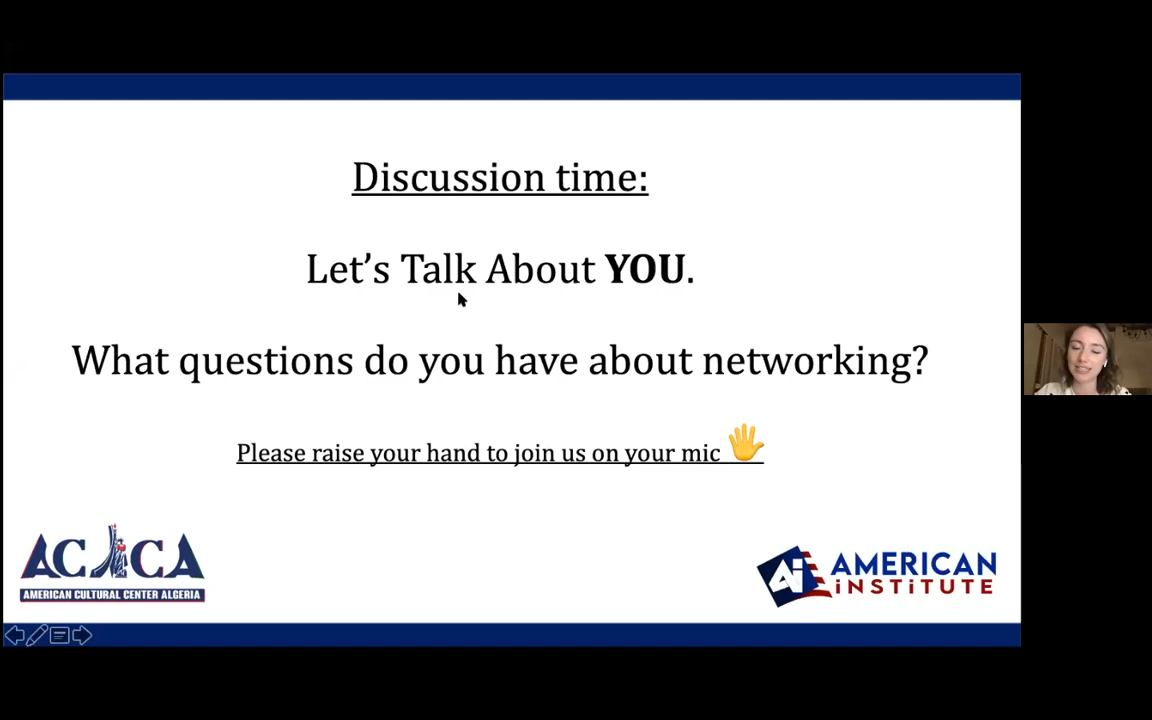 Discussion time:
Let's Talk About YOU.
What questions do you have about networking?
Please raise your hand to join us on your mic 🖐
ACCA
AMERICAN CULTURAL CENTER ALGERIA
Ai AMERICAN
iNSTiTUTE